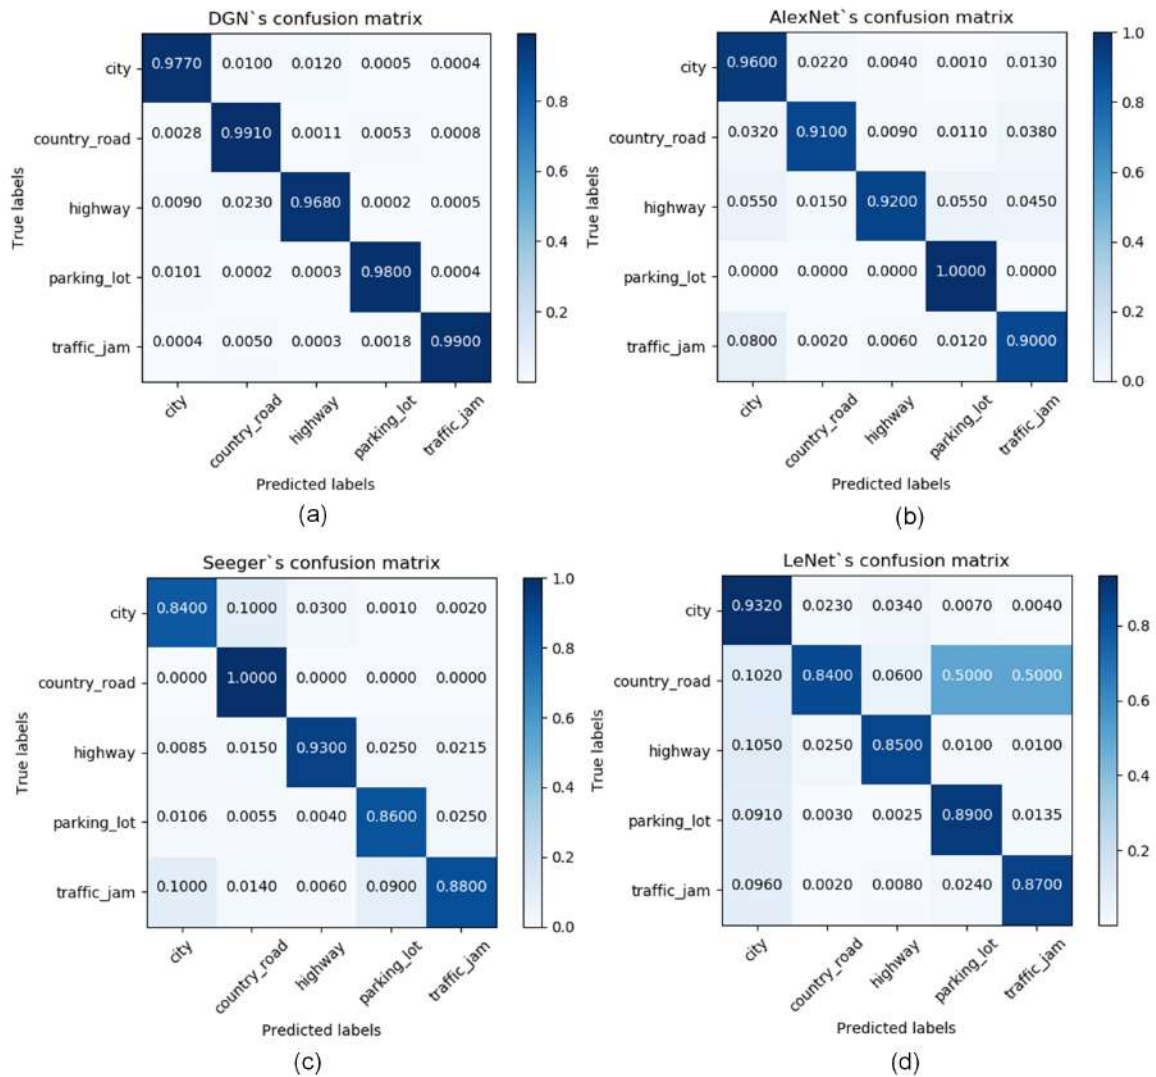 DGN`s confusion matrix
city 0.9770 0.0100 0.0120 0.0005 0.0004
country_road 0.0028 0.9910 0.0011 0.0053 0.0008
highway 0.0090 0.0230 0.9680 0.0002 0.0005
parking_lot 0.0101 0.0002 0.0003 0.9800 0.0004
traffic_jam 0.0004 0.0050 0.0003 0.0018 0.9900
True labels
city country_road highway parking_lot traffic_jam
Predicted labels
0.8
0.6
0.4
0.2
(a)
AlexNet`s confusion matrix
city 0.9600 0.0220 0.0040 0.0010 0.0130
country_road 0.0320 0.9100 0.0090 0.0110 0.0380
highway 0.0550 0.0150 0.9200 0.0550 0.0450
parking_lot 0.0000 0.0000 0.0000 1.0000 0.0000
traffic_jam 0.0800 0.0020 0.0060 0.0120 0.9000
True labels
city country_road highway parking_lot traffic_jam
Predicted labels
1.0
0.8
0.6
0.4
0.2
0.0
(b)
Seeger`s confusion matrix
city 0.8400 0.1000 0.0300 0.0010 0.0020
country_road 0.0000 1.0000 0.0000 0.0000 0.0000
highway 0.0085 0.0150 0.9300 0.0250 0.0215
parking_lot 0.0106 0.0055 0.0040 0.8600 0.0250
traffic_jam 0.1000 0.0140 0.0060 0.0900 0.8800
True labels
city country_road highway parking_lot traffic_jam
Predicted labels
1.0
0.8
0.6
0.4
0.2
0.0
(c)
LeNet`s confusion matrix
city 0.9320 0.0230 0.0340 0.0070 0.0040
country_road 0.1020 0.8400 0.0600 0.5000 0.5000
highway 0.1050 0.0250 0.8500 0.0100 0.0100
parking_lot 0.0910 0.0030 0.0025 0.8900 0.0135
traffic_jam 0.0960 0.0020 0.0080 0.0240 0.8700
True labels
city country_road highway parking_lot traffic_jam
Predicted labels
0.8
0.6
0.4
0.2
(d)